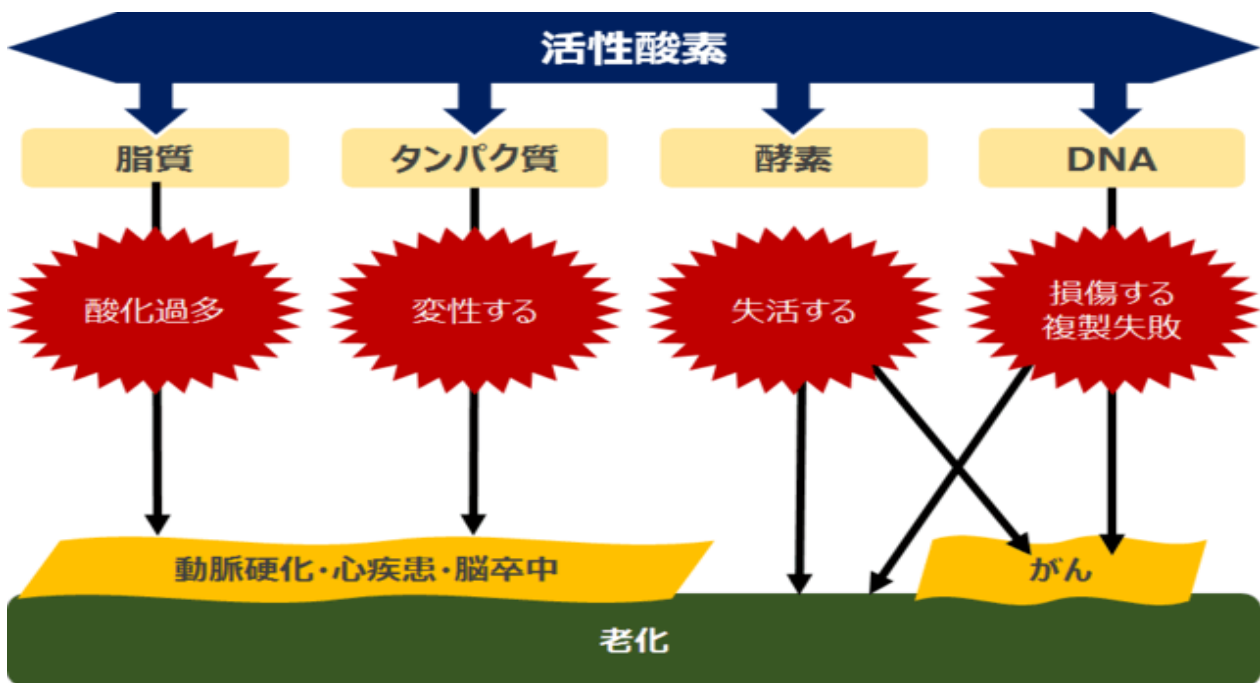 活性酸素
脂質
タンパク質
酵素
DNA
酸化過多
変性する
失活する
損傷する
複製失敗
動脈硬化・心疾患・脳卒中
がん
老化